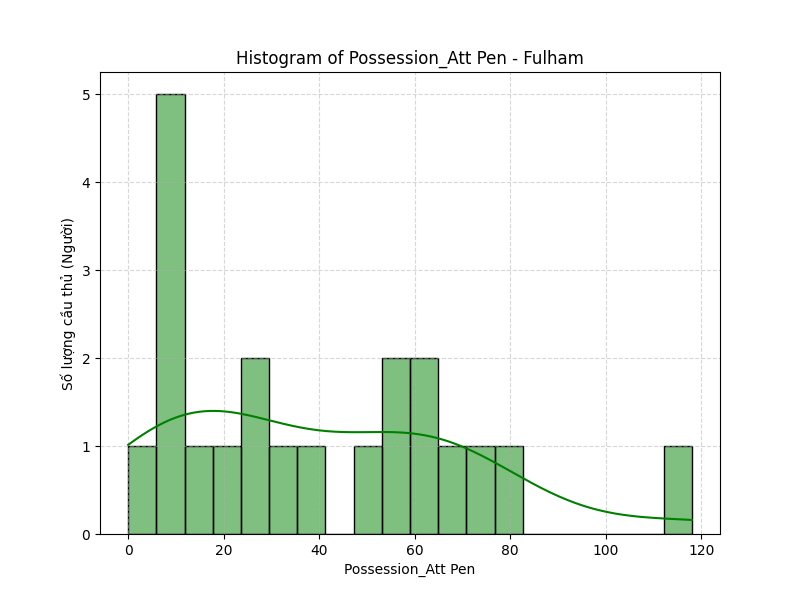 Histogram of Possession_Att Pen - Fulham
Số lượng cầu thủ (Người)
5
4
3
2
1
0
0 20 40 60 80 100 120
Possession_Att Pen